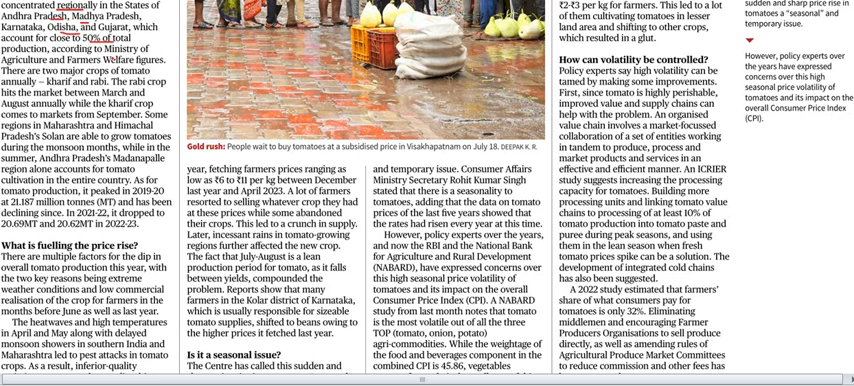 concentrated regionally in the States of
Andhra Pradesh, Madhya Pradesh,
Karnataka, Odisha, and Gujarat, which
account for close to 50% of total
production, according to Ministry of
Agriculture and Farmers Welfare figures.
There are two major crops of tomato
annually — kharif and rabi. The rabi crop
hits the market between March and
August annually while the kharif crop
comes to markets from September. Some
regions in Maharashtra and Himachal
Pradesh's Solan are able to grow tomatoes
during the monsoon months, while in the
summer, Andhra Pradesh's Madanapalle
region alone accounts for tomato
cultivation in the entire country. As for
tomato production, it peaked in 2019-20
at 21.187 million tonnes (MT) and has been
declining since. In 2021-22, it dropped to
20.69MT and 20.62MT in 2022-23.
What is fuelling the price rise?
There are multiple factors for the dip in
overall tomato production this year, with
the two key reasons being extreme
weather conditions and low commercial
realisation of the crop for farmers in the
months before June as well as last year.
The heatwaves and high temperatures
in April and May along with delayed
monsoon showers in southern India and
Maharashtra led to pest attacks in tomato
crops. As a result, inferior-quality
Gold rush: People wait to buy tomatoes at a subsidised price in Visakhapatnam on July 18. DEEPAK K. R.
year, fetching farmers prices ranging as
low as ₹6 to ₹11 per kg between December
last year and April 2023. A lot of farmers
resorted to selling whatever they had
at these prices while some abandoned
their crops. This led to a crunch in supply.
Later, incessant rains in tomato-growing
regions further affected the new crop.
The fact that July-August is a lean
production period for tomato, as it falls
between yields, compounded the
problem. Reports show that many
farmers in the Kolar district of Karnataka,
which is usually responsible for sizeable
tomato supplies, shifted to beans owing to
the higher prices it fetched last year.
Is it a seasonal issue?
The Centre has called this sudden and
and temporary issue. Consumer Affairs
Ministry Secretary Rohit Kumar Singh
stated that there is a seasonality to
tomatoes, adding that the data on tomato
prices of the last five years showed that
the rates had risen every year at this time.
However, policy experts over the years,
and now the RBI and the National Bank
for Agriculture and Rural Development
(NABARD), have expressed concerns over
this high seasonal price volatility of
tomatoes and its impact on the overall
Consumer Price Index (CPI). A NABARD
study from last month notes that tomato
is the most volatile out of all the three
TOP (tomato, onion, potato)
agri-commodities. While the weightage of
the food and beverages component in the
combined CPI is 45.86, vegetables
₹2-₹3 per kg for farmers. This led to a lot
of them cultivating tomatoes in lesser
land area and shifting to other crops,
which resulted in a glut.
How can volatility be controlled?
Policy experts say high volatility can be
tamed by making some improvements.
First, since tomato is highly perishable,
improved value and supply chains can
help with the problem. An organised
value chain involves a market-focussed
collaboration of a set of entities working
in tandem to produce, process and
market products and services in an
effective and efficient manner. An ICRIER
study suggests increasing the processing
capacity for tomatoes. Building more
processing units and linking tomato value
chains to processing of at least 10% of
tomato production into tomato paste and
puree during peak seasons, and using
them in the lean season when fresh
tomato prices spike can be a solution. The
development of integrated cold chains
has also been suggested.
A 2022 study estimated that farmers'
share of what consumers pay for
tomatoes is only 32%. Eliminating
middlemen and encouraging Farmer
Producers Organisations to sell produce
directly, as well as amending rules of
Agricultural Produce Market Committees
to reduce commission and other fees has
sudden and sharp price rise in
tomatoes a "seasonal" and
temporary issue.
However, policy experts over
the years have expressed
concerns over this high
seasonal price volatility of
tomatoes and its impact on the
overall Consumer Price Index
(CPI).